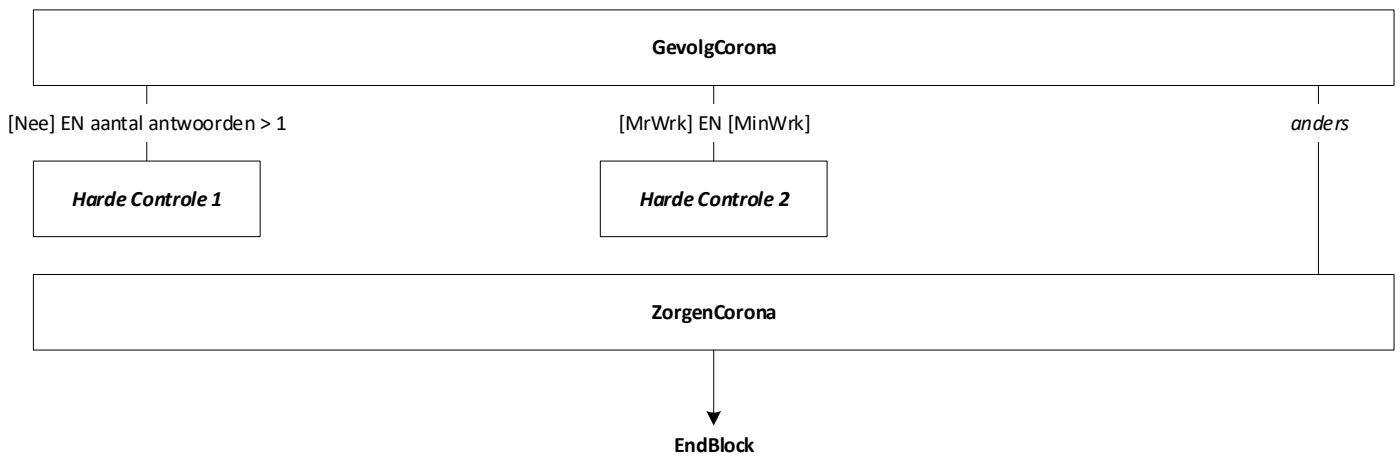 GevolgCorona
[Nee] EN aantal antwoorden > 1
[MrWrk] EN [MinWrk]
anders
Harde Controle 1
Harde Controle 2
ZorgenCorona
EndBlock